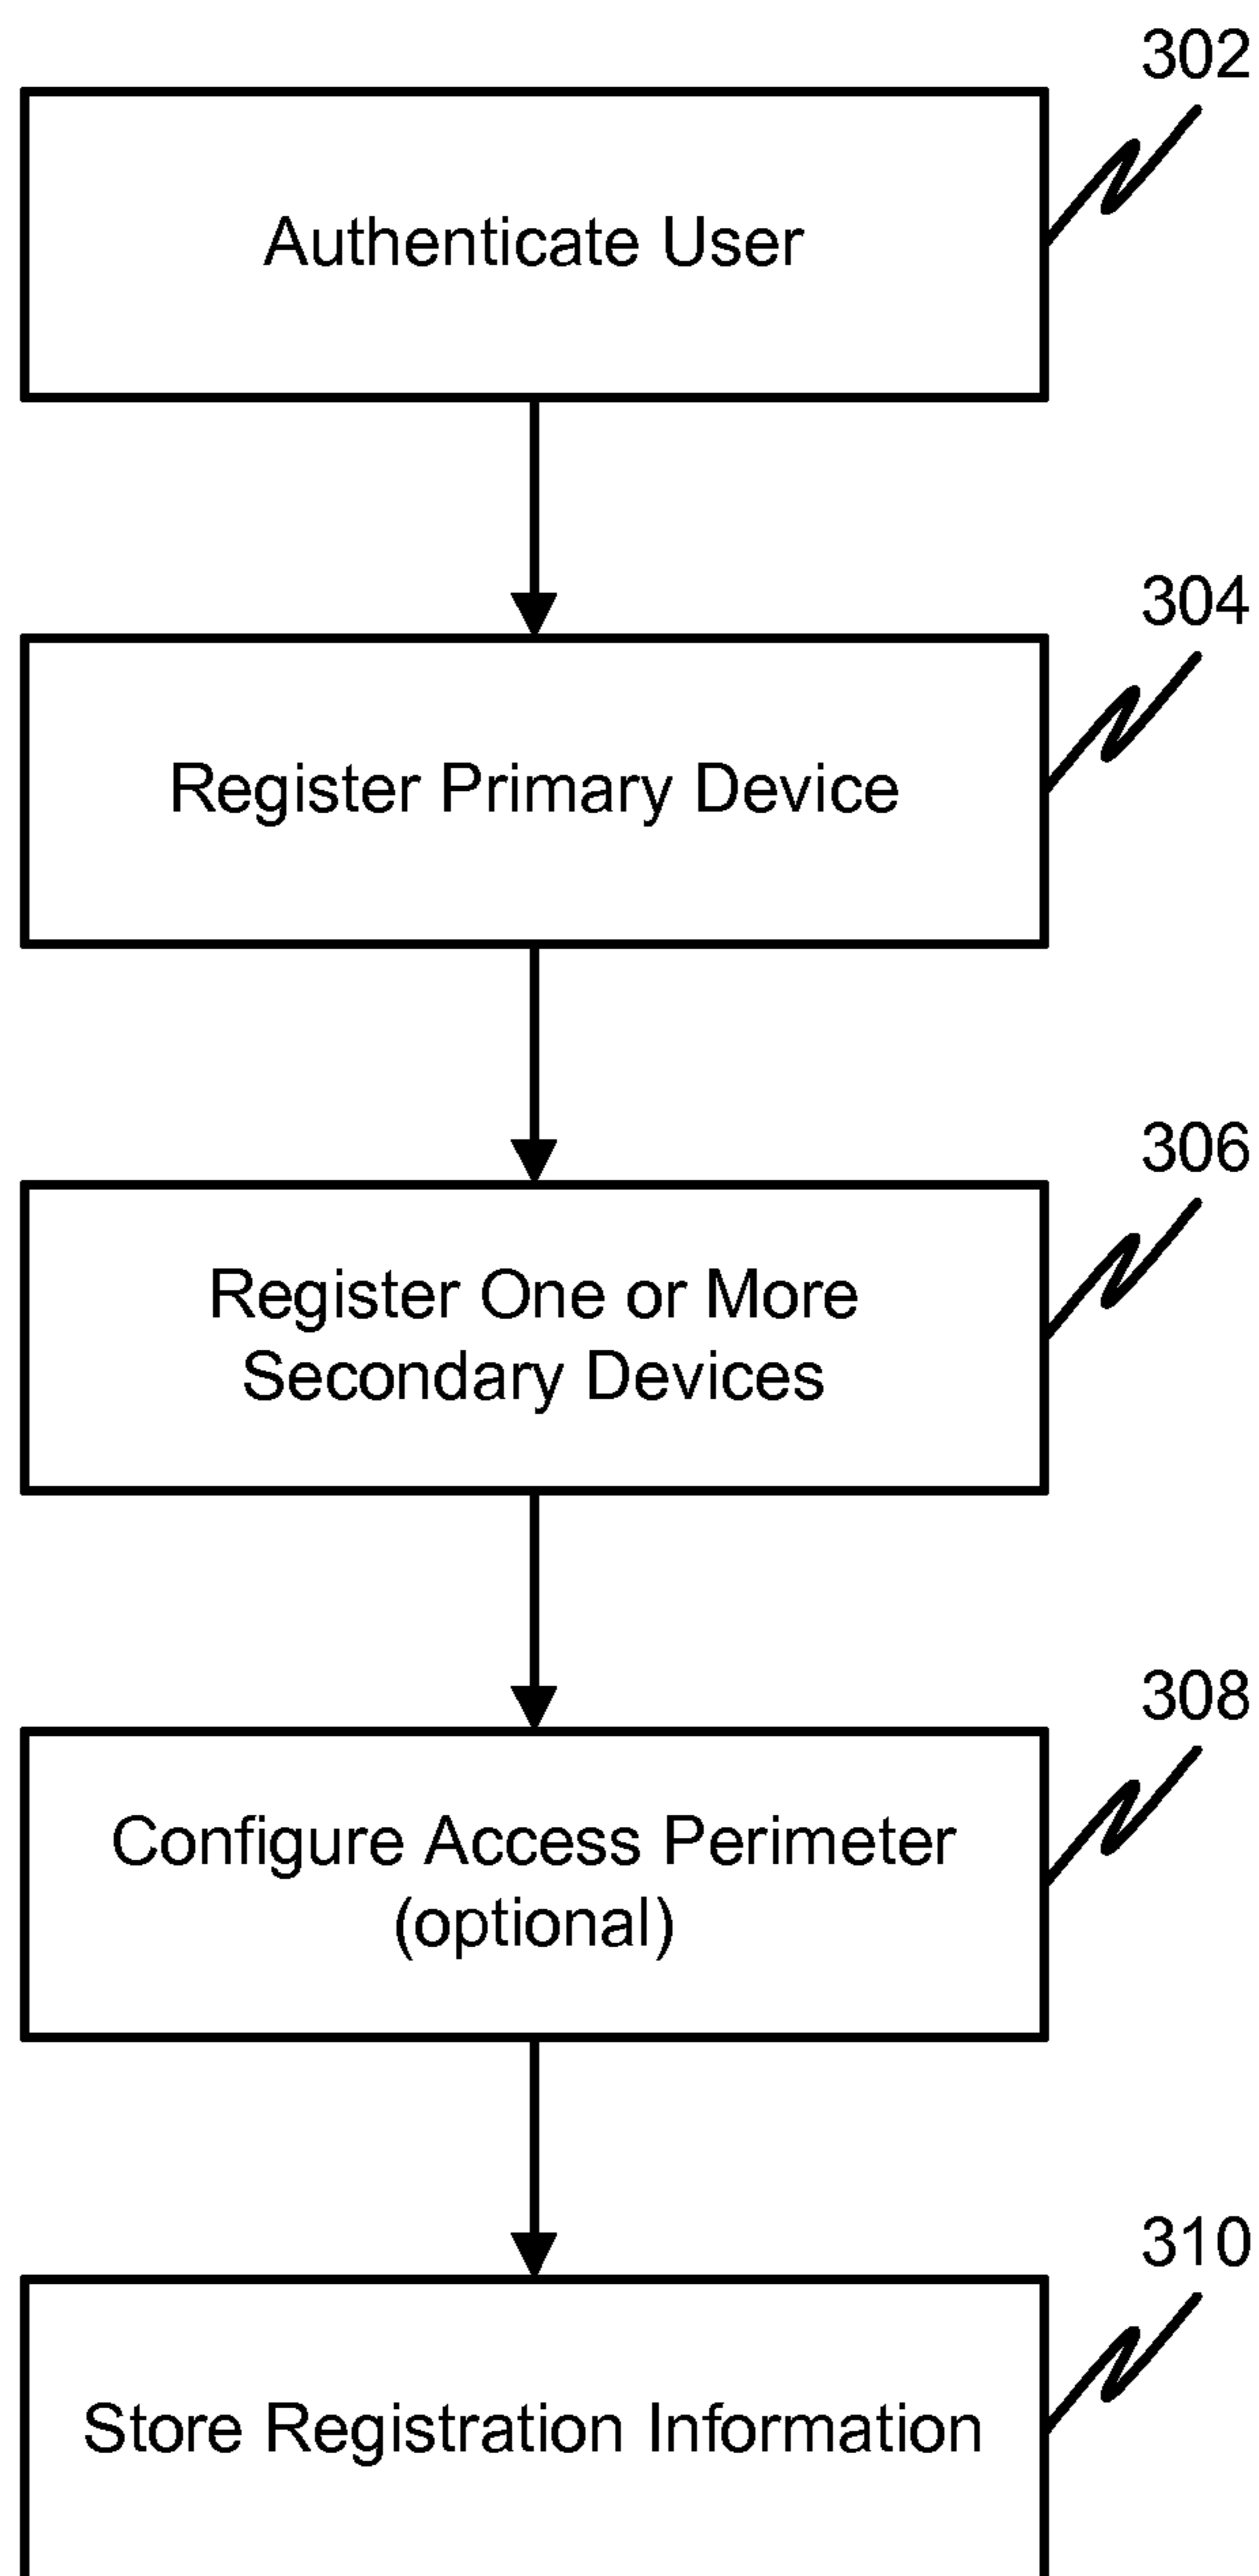 302
Authenticate User
304
Register Primary Device
306
Register One or More
Secondary Devices
308
Configure Access Perimeter
(optional)
310
Store Registration Information